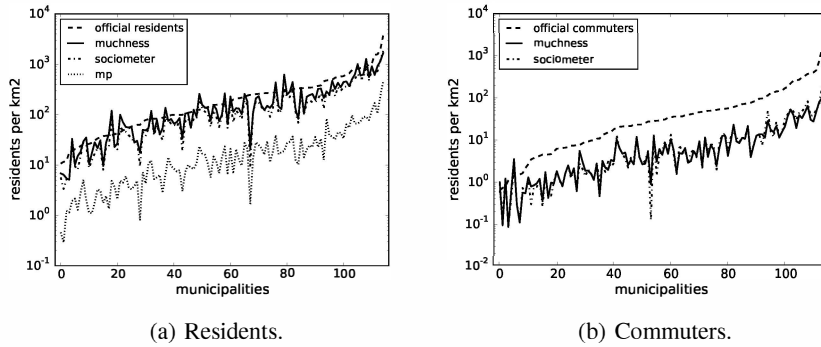 official residents
muchness
sociometer
mp
10^4
10^3
10^2
10^1
10^0
10^-1
residents per km2
0 20 40 60 80 100
municipalities
(a) Residents.
official commuters
muchness
sociometer
10^4
10^3
10^2
10^1
10^0
10^-1
10^-2
residents per km2
0 20 40 60 80 100
municipalities
(b) Commuters.